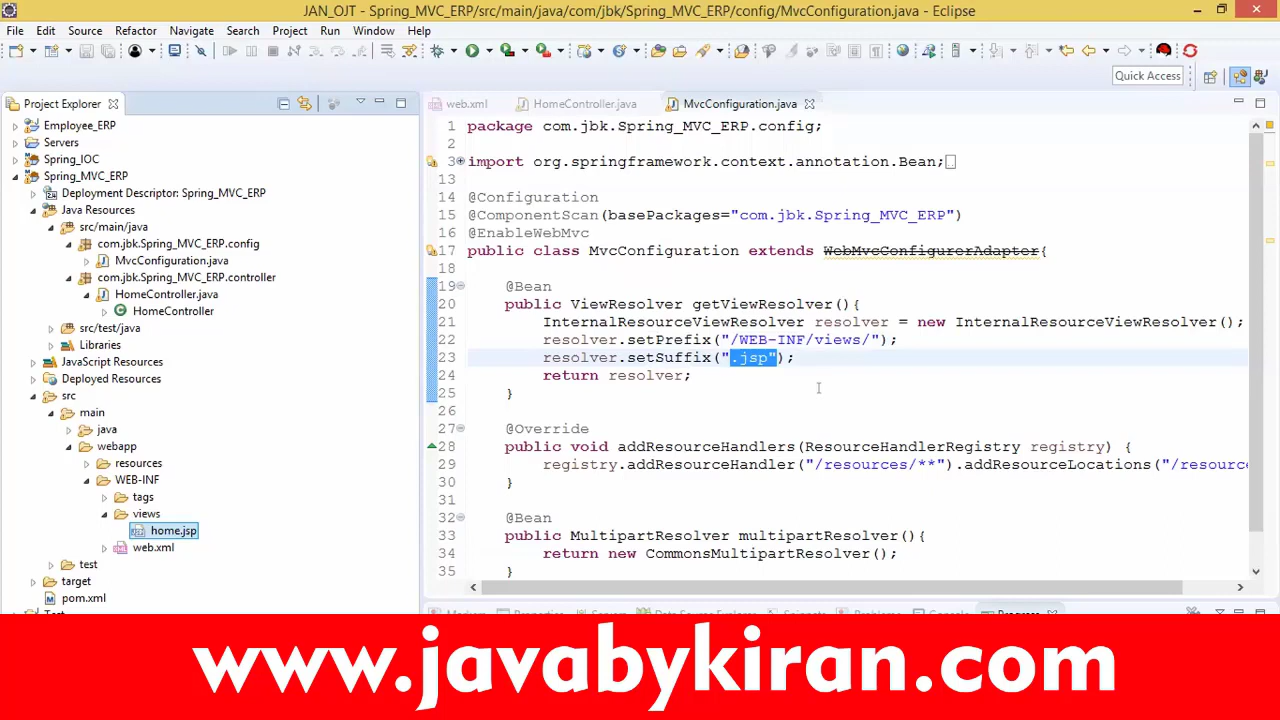 JAN_OJT - Spring_MVC_ERP/src/main/java/com/jbk/Spring_MVC_ERP/config/MvcConfiguration.java - Eclipse
File Edit Source Refactor Navigate Search Project Run Window Help
Quick Access
Project Explorer
Employee_ERP
Servers
Spring_IOC
Spring_MVC_ERP
Deployment Descriptor: Spring_MVC_ERP
Java Resources
src/main/java
com.jbk.Spring_MVC_ERP.config
MvcConfiguration.java
com.jbk.Spring_MVC_ERP.controller
HomeController.java
HomeController
src/test/java
Libraries
JavaScript Resources
Deployed Resources
src
main
java
webapp
resources
WEB-INF
tags
views
home.jsp
web.xml
test
target
pom.xml
web.xml HomeController.java MvcConfiguration.java
1 package com.jbk.Spring_MVC_ERP.config;
2
3 import org.springframework.context.annotation.Bean;
13
14 @Configuration
15 @ComponentScan(basePackages="com.jbk.Spring_MVC_ERP")
16 @EnableWebMvc
17 public class MvcConfiguration extends WebMvcConfigurerAdapter{
18
19 @Bean
20 public ViewResolver getViewResolver(){
21 InternalResourceViewResolver resolver = new InternalResourceViewResolver();
22 resolver.setPrefix("/WEB-INF/views/");
23 resolver.setSuffix(".jsp");
24 return resolver;
25 }
26
27 @Override
28 public void addResourceHandlers(ResourceHandlerRegistry registry) {
29 registry.addResourceHandler("/resources/**").addResourceLocations("/resource
30 }
31
32 @Bean
33 public MultipartResolver multipartResolver(){
34 return new CommonsMultipartResolver();
35 }
www.javabykiran.com